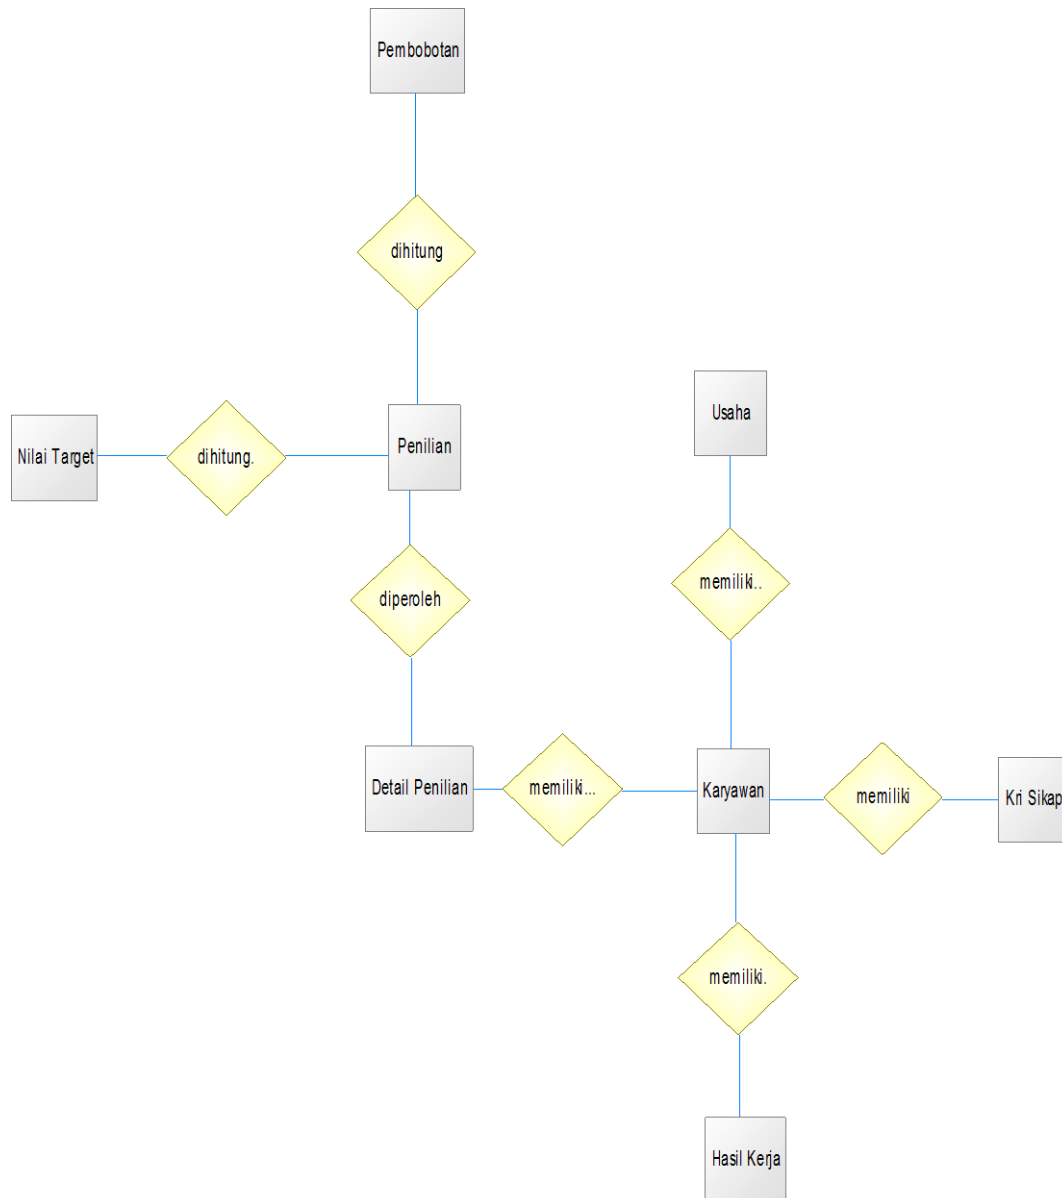 Pembobotan
dihitung
Usaha
Nilai Target
dihitung.
Penilian
memiliki..
diperoleh
Detail Penilian
memiliki...
Karyawan
memiliki
Kri Sikap
memiliki.
Hasil Kerja